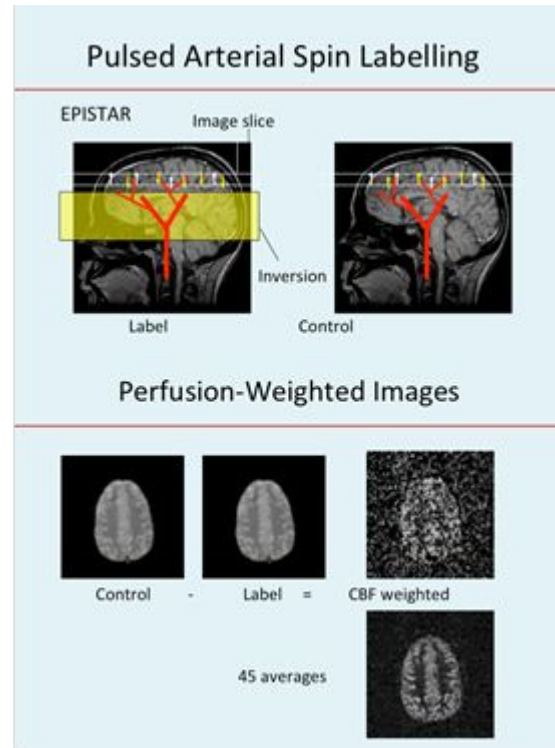 Pulsed Arterial Spin Labelling
EPISTAR
Image slice
Inversion
Label
Control
Perfusion-Weighted Images
Control - Label = CBF weighted
45 averages